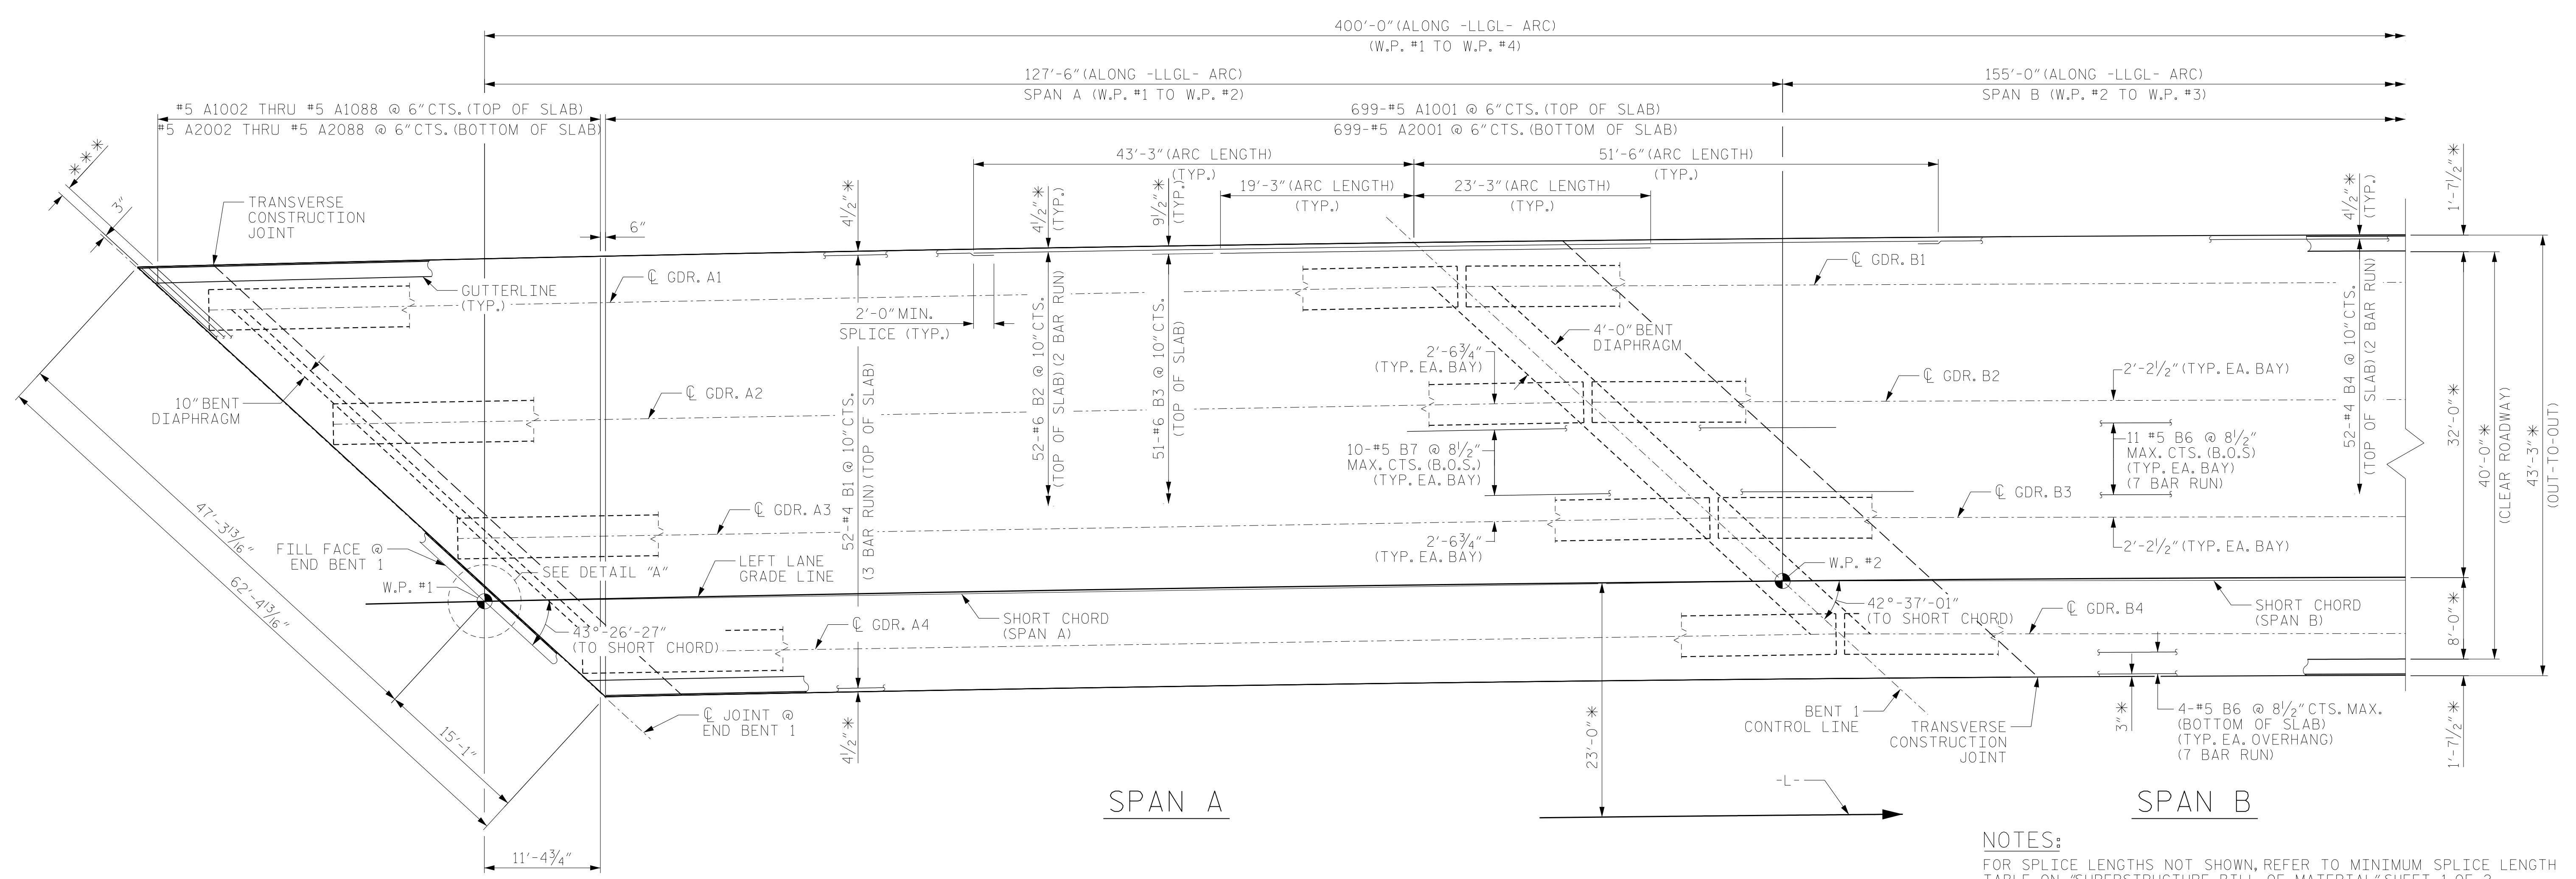 400'-0" (ALONG -LLGL- ARC)
(W.P. #1 TO W.P. #4)
127'-6" (ALONG -LLGL- ARC)
SPAN A (W.P. #1 TO W.P. #2)
155'-0" (ALONG -LLGL- ARC)
SPAN B (W.P. #2 TO W.P. #3)
#5 A1002 THRU #5 A1088 @ 6" CTS. (TOP OF SLAB)
#5 A2002 THRU #5 A2088 @ 6" CTS. (BOTTOM OF SLAB)
699-#5 A1001 @ 6" CTS. (TOP OF SLAB)
699-#5 A2001 @ 6" CTS. (BOTTOM OF SLAB)
43'-3" (ARC LENGTH)
(TYP.)
51'-6" (ARC LENGTH)
(TYP.)
19'-3" (ARC LENGTH)
(TYP.)
23'-3" (ARC LENGTH)
(TYP.)
***
3"
TRANSVERSE
CONSTRUCTION
JOINT
6"
4½"*
4½"*
(TYP.)
9½"*
(TYP.)
4½"*
(TYP.)
1'-7½"*
GUTTERLINE
(TYP.)
℄ GDR. A1
2'-0" MIN.
SPLICE (TYP.)
52-#4 B1 @ 10" CTS.
(3 BAR RUN) (TOP OF SLAB)
52-#6 B2 @ 10" CTS.
(TOP OF SLAB) (2 BAR RUN)
51-#6 B3 @ 10" CTS.
(TOP OF SLAB)
℄ GDR. B1
4'-0" BENT
DIAPHRAGM
52-#4 B4 @ 10" CTS.
(TOP OF SLAB) (2 BAR RUN)
2'-6¾"
(TYP. EA. BAY)
℄ GDR. B2
2'-2½" (TYP. EA. BAY)
10" BENT
DIAPHRAGM
℄ GDR. A2
10-#5 B7 @ 8½"
MAX. CTS. (B.O.S.)
(TYP. EA. BAY)
11 #5 B6 @ 8½"
MAX. CTS. (B.O.S)
(TYP. EA. BAY)
(7 BAR RUN)
32'-0"*
40'-0"*
(CLEAR ROADWAY)
43'-3"*
(OUT-TO-OUT)
℄ GDR. A3
℄ GDR. B3
2'-6¾"
(TYP. EA. BAY)
2'-2½" (TYP. EA. BAY)
47'-3¹³⁄₁₆"
62'-4¹³⁄₁₆"
FILL FACE @
END BENT 1
SEE DETAIL "A"
LEFT LANE
GRADE LINE
W.P. #1
W.P. #2
43°-26'-27"
(TO SHORT CHORD)
SHORT CHORD
(SPAN A)
42°-37'-01"
(TO SHORT CHORD)
℄ GDR. A4
℄ GDR. B4
SHORT CHORD
(SPAN B)
8'-0"*
15'-1"
℄ JOINT @
END BENT 1
4½"*
23'-0"*
BENT 1
CONTROL LINE
TRANSVERSE
CONSTRUCTION
JOINT
3"*
4-#5 B6 @ 8½" CTS. MAX.
(BOTTOM OF SLAB)
(TYP. EA. OVERHANG)
(7 BAR RUN)
1'-7½"*
-L-
SPAN A
SPAN B
11'-4¾"
NOTES:
FOR SPLICE LENGTHS NOT SHOWN, REFER TO MINIMUM SPLICE LENGTH
TABLE ON "SUPERSTRUCTURE BILL OF MATERIAL" SHEET 1 OF 2